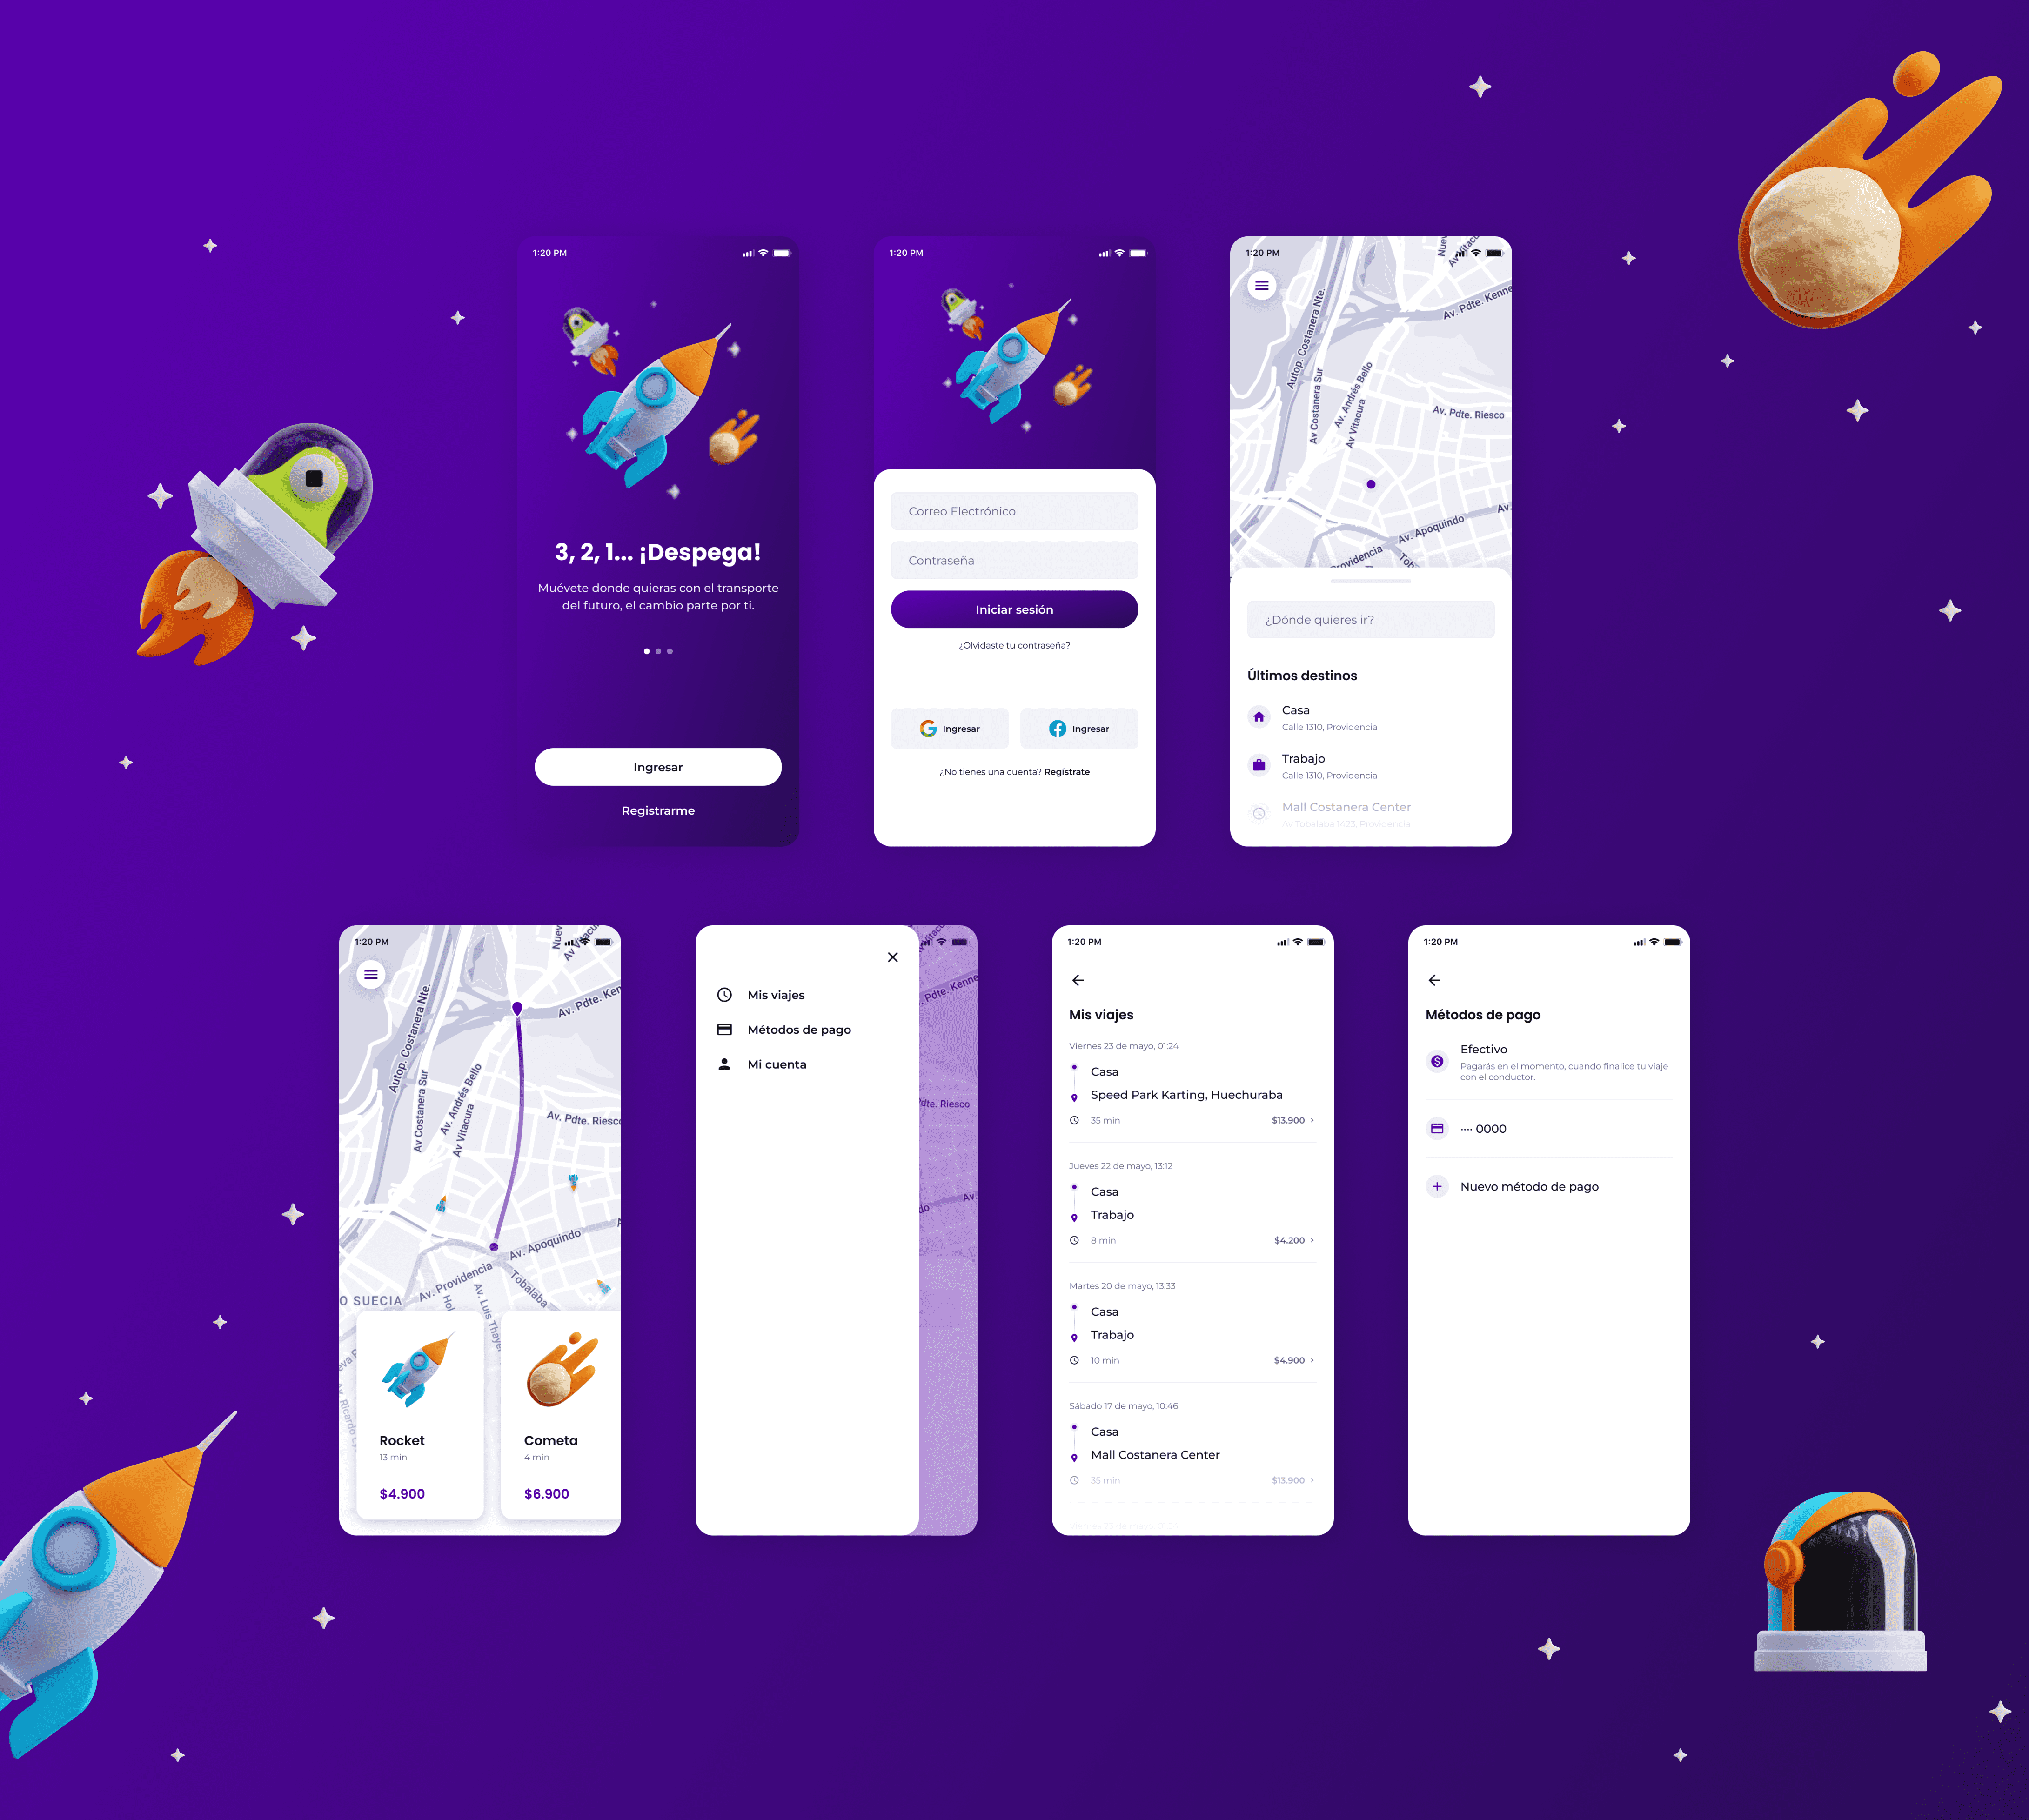 1:20 PM
3, 2, 1... ¡Despega!
Muévete donde quieras con el transporte
del futuro, el cambio parte por ti.
Ingresar
Registrarme
1:20 PM
Correo Electrónico
Contraseña
Iniciar sesión
¿Olvidaste tu contraseña?
Ingresar
Ingresar
¿No tienes una cuenta? Regístrate
1:20 PM
Av. Pdte. Kenne
Autop. Costanera Nte.
Av Costanera Sur
Av. Andrés Bello
Av Vitacura
Av. Pdte. Riesco
Av. Apoquindo
Av.
rovidencia
Tob
¿Dónde quieres ir?
Últimos destinos
Casa
Calle 1310, Providencia
Trabajo
Calle 1310, Providencia
Mall Costanera Center
Av Tobalaba 1423, Providencia
1:20 PM
Av. Pdte. Ken
Autop. Costanera Nte.
Av Costanera Sur
Av. Andrés Bello
Av Vitacura
Av. Pdte. Riesco
Av. Apoquindo
Av. Providencia
Tobalaba
O SUECIA
Av. Luis Thayer
Rocket
13 min
$4.900
Cometa
4 min
$6.900
Mis viajes
Métodos de pago
Mi cuenta
. Pdte. Kenne
dte. Riesco
Av.
do
1:20 PM
Mis viajes
Viernes 23 de mayo, 01:24
Casa
Speed Park Karting, Huechuraba
35 min
$13.900
Jueves 22 de mayo, 13:12
Casa
Trabajo
8 min
$4.200
Martes 20 de mayo, 13:33
Casa
Trabajo
10 min
$4.900
Sábado 17 de mayo, 10:46
Casa
Mall Costanera Center
35 min
$13.900
1:20 PM
Métodos de pago
Efectivo
Pagarás en el momento, cuando finalice tu viaje
con el conductor.
.... 0000
Nuevo método de pago